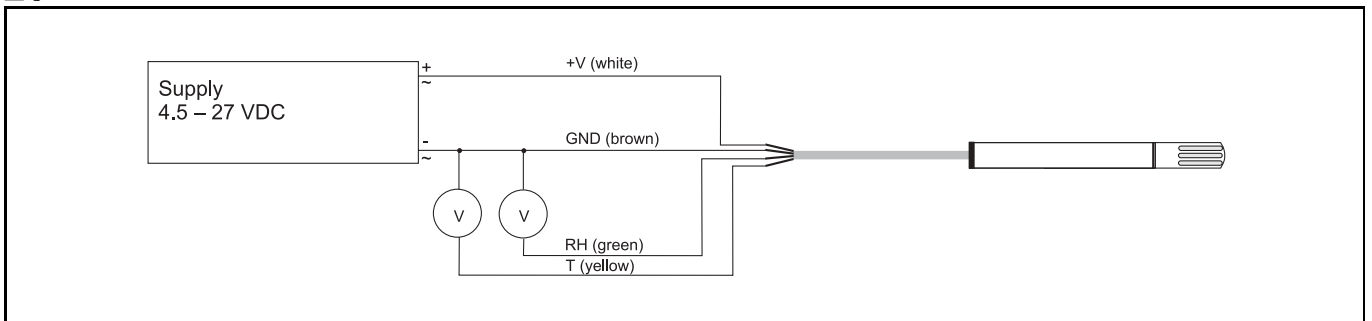 +
~
+V (white)
Supply
4.5 – 27 VDC
-
~
GND (brown)
V
V
RH (green)
T (yellow)